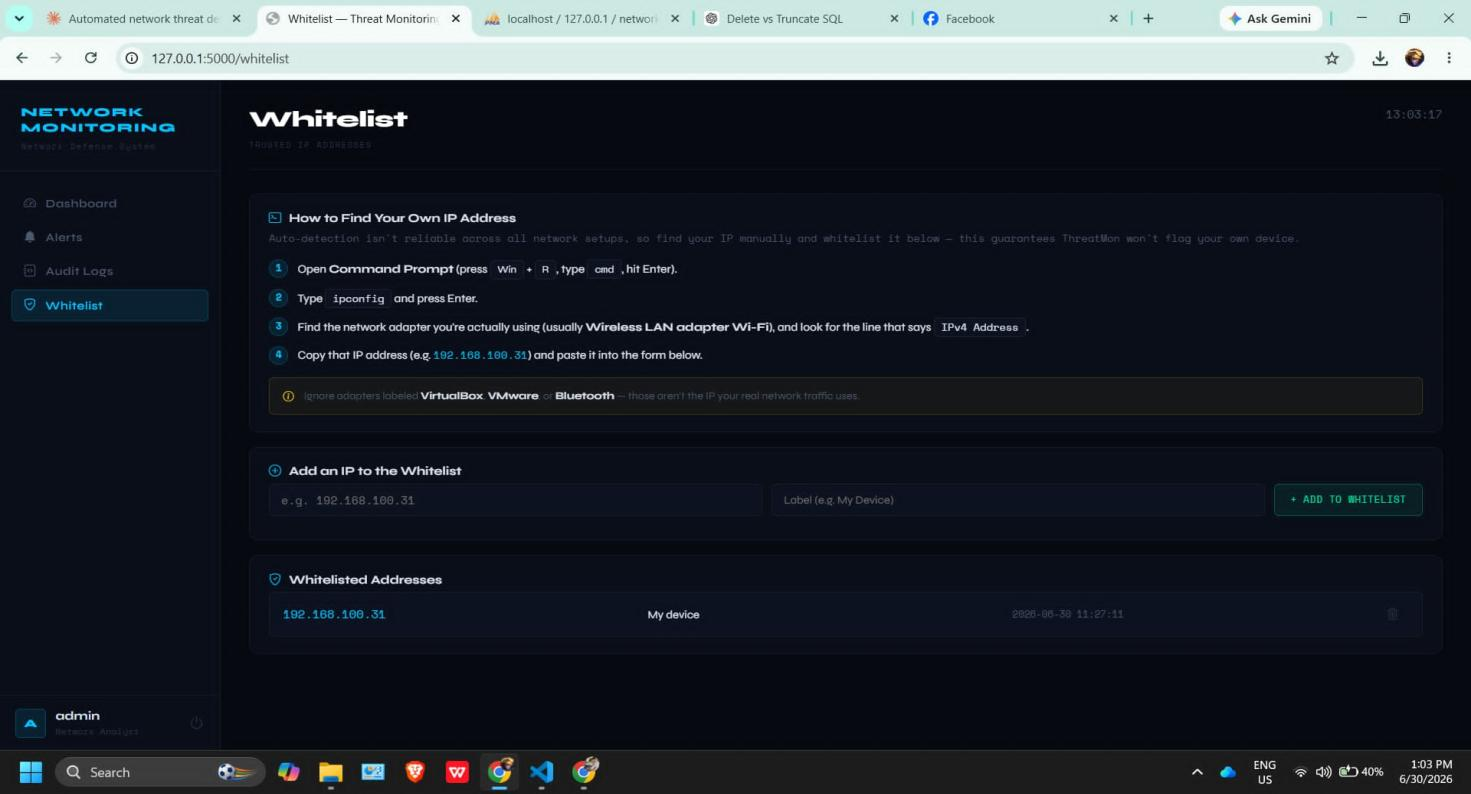 Automated network threat de
Whitelist — Threat Monitorin
localhost / 127.0.0.1 / networ
Delete vs Truncate SQL
Facebook
Ask Gemini
127.0.0.1:5000/whitelist
NETWORK
MONITORING
Network Defense System
Dashboard
Alerts
Audit Logs
Whitelist
Whitelist
TRUSTED IP ADDRESSES
13:03:17
How to Find Your Own IP Address
Auto-detection isn't reliable across all network setups, so find your IP manually and whitelist it below — this guarantees ThreatMon won't flag your own device.
1 Open Command Prompt (press Win + R , type cmd , hit Enter).
2 Type ipconfig and press Enter.
3 Find the network adapter you're actually using (usually Wireless LAN adapter Wi-Fi), and look for the line that says IPv4 Address .
4 Copy that IP address (e.g. 192.168.100.31) and paste it into the form below.
Ignore adapters labeled VirtualBox, VMware, or Bluetooth — those aren't the IP your real network traffic uses.
Add an IP to the Whitelist
e.g. 192.168.100.31
Label (e.g. My Device)
+ ADD TO WHITELIST
Whitelisted Addresses
192.168.100.31 My device 2026-06-30 11:27:11
A
admin
Network Analyst
Search
ENG
US
40%
1:03 PM
6/30/2026